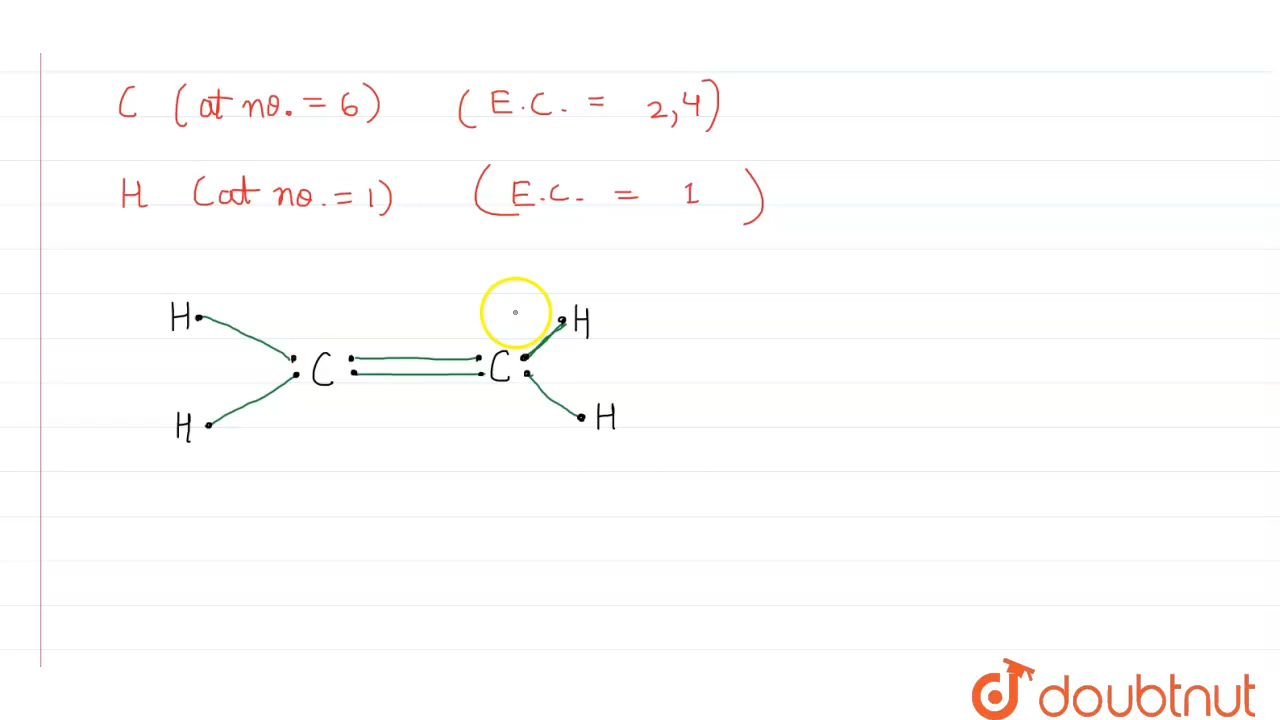 C (at no. = 6) (E.C. = 2,4)
H (at no. = 1) (E.C. = 1 )
H H
C C
H H
doubtnut